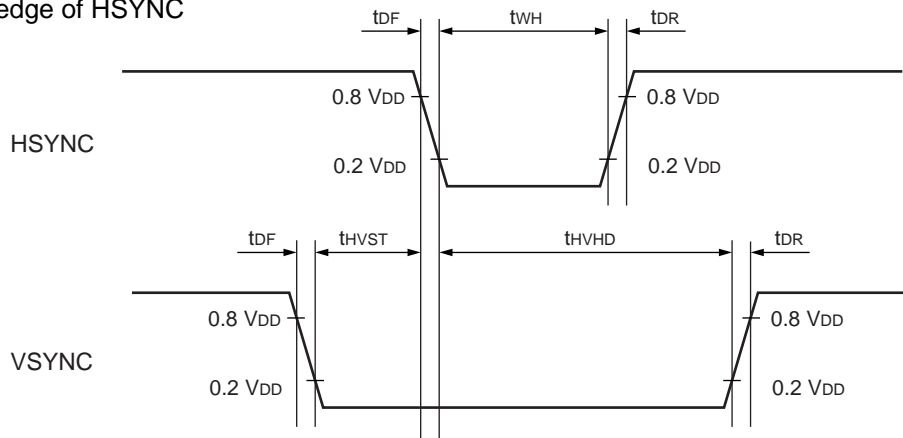 edge of HSYNC
tDF tWH tDR
0.8 VDD 0.8 VDD
HSYNC
0.2 VDD 0.2 VDD
tDF tHVST tHVHD tDR
0.8 VDD 0.8 VDD
VSYNC
0.2 VDD 0.2 VDD